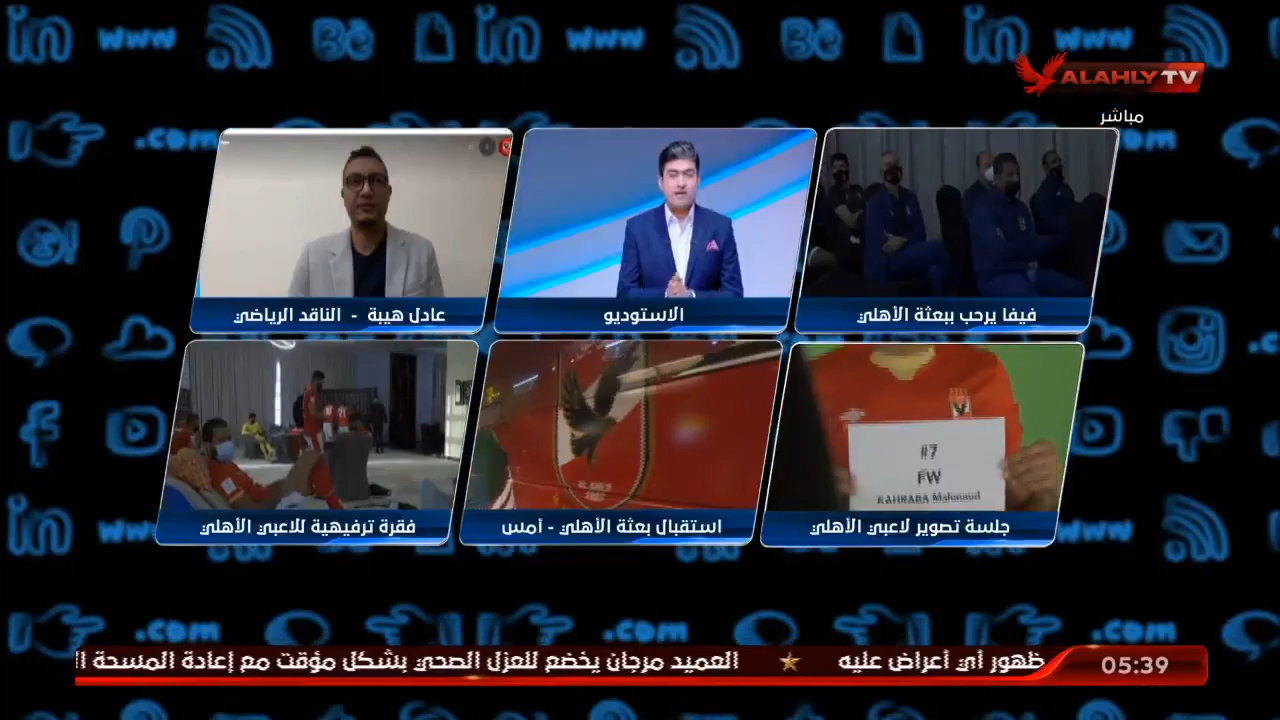 ALAHLY TV
مباشر
عادل هيبة - الناقد الرياضي
الاستوديو
فيفا يرحب ببعثة الأهلي
#7
FW
KAHRABA Mahmoud
فقرة ترفيهية للاعبي الأهلي
استقبال بعثة الأهلي - أمس
جلسة تصوير لاعبي الأهلي
ظهور أي أعراض عليه ★ العميد مرجان يخضع للعزل الصحي بشكل مؤقت مع إعادة المسحة
05:39